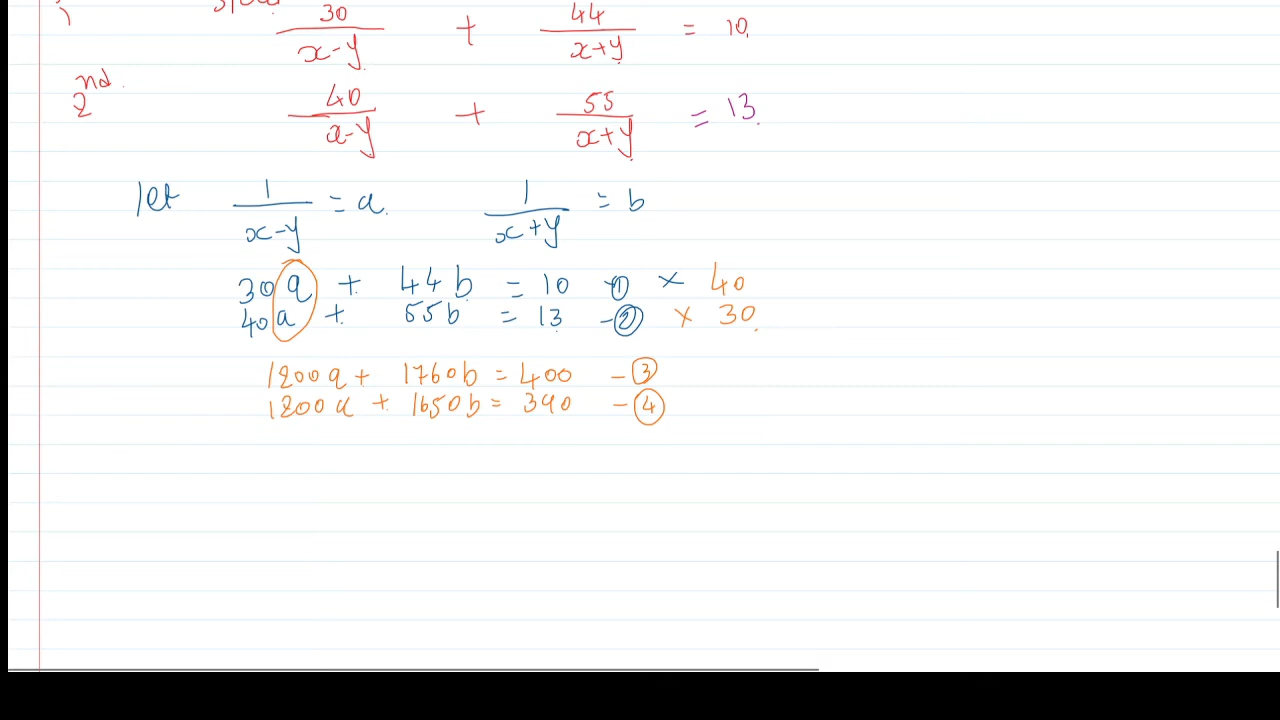 30/(x-y) + 44/(x+y) = 10
2nd. 40/(x-y) + 55/(x+y) = 13
let 1/(x-y) = a 1/(x+y) = b
30a + 44b = 10 -① × 40
40a + 55b = 13 -② × 30
1200a + 1760b = 400 -③
1200a + 1650b = 390 -④